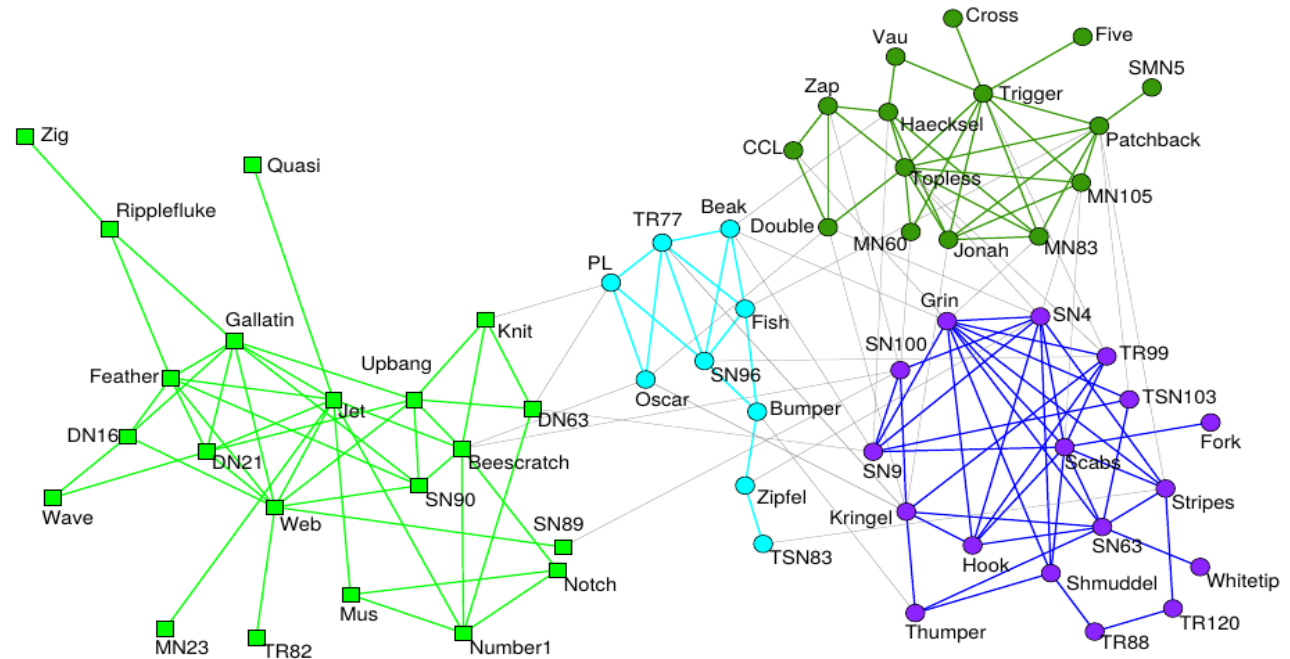 Cross
Five
Vau
SMN5
Zap
Trigger
Haecksel
Patchback
CCL
Topless
MN105
Zig
Quasi
Ripplefluke
Beak
TR77
Double
MN60
Jonah
MN83
PL
Grin
SN4
Fish
Gallatin
Knit
Upbang
SN100
TR99
SN96
Feather
Oscar
TSN103
Jet
Bumper
DN63
Fork
DN16
DN21
Beescratch
SN9
Scabs
SN90
Zipfel
Stripes
Wave
Web
SN89
Kringel
SN63
TSN83
Hook
Notch
Shmuddel
Whitetip
Mus
Thumper
TR120
MN23
TR82
Number1
TR88